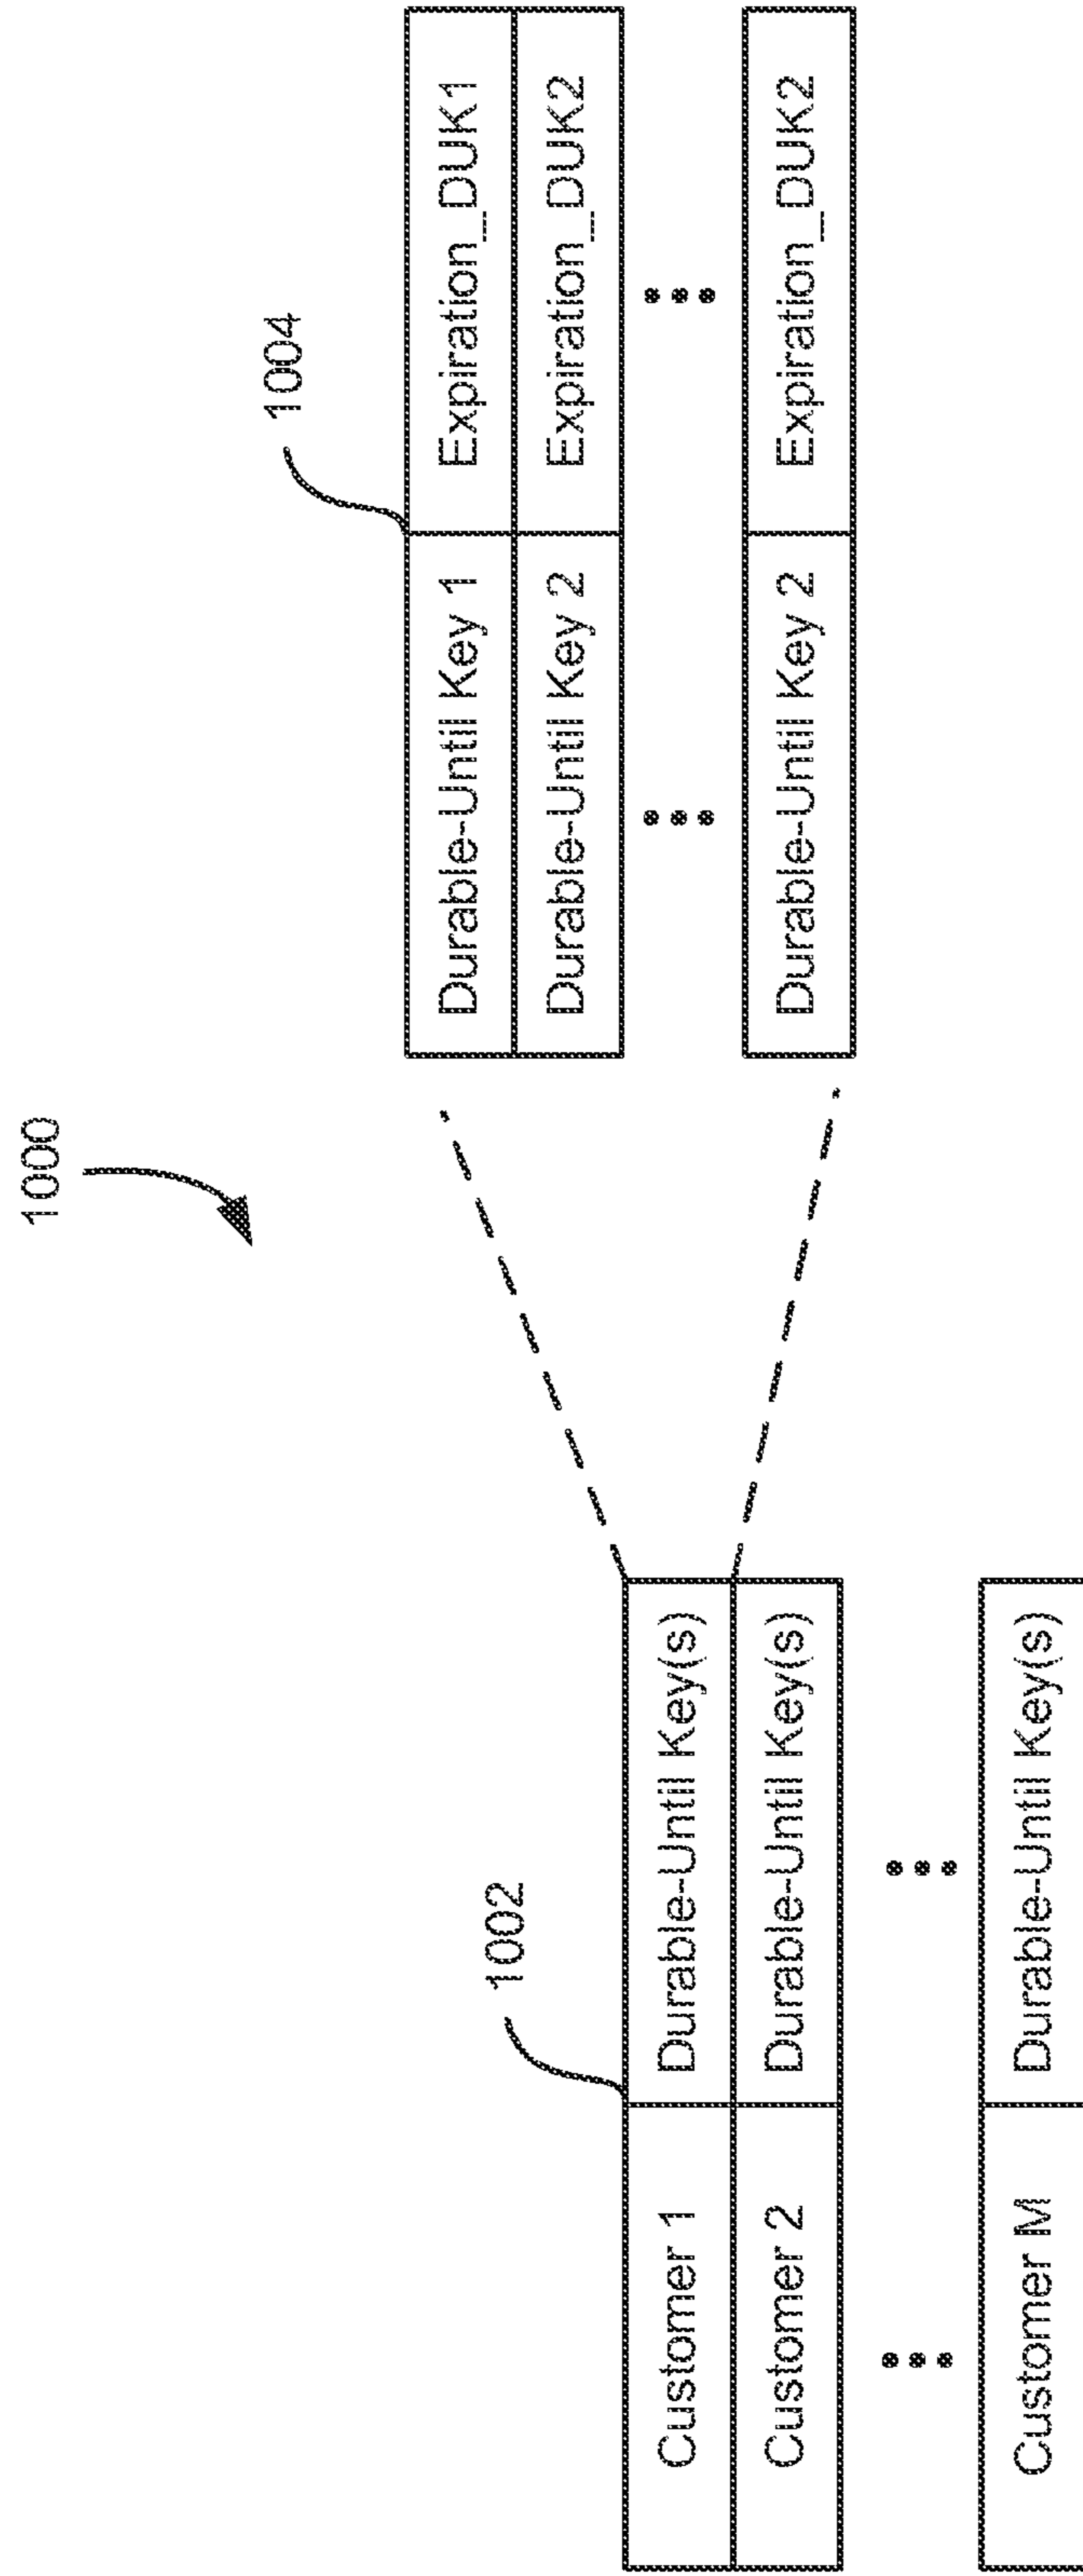 1000
1002
Customer 1 Durable-Until Key(s)
Customer 2 Durable-Until Key(s)
Customer M Durable-Until Key(s)
1004
Durable-Until Key 1 Expiration_DUK1
Durable-Until Key 2 Expiration_DUK2
Durable-Until Key 2 Expiration_DUK2